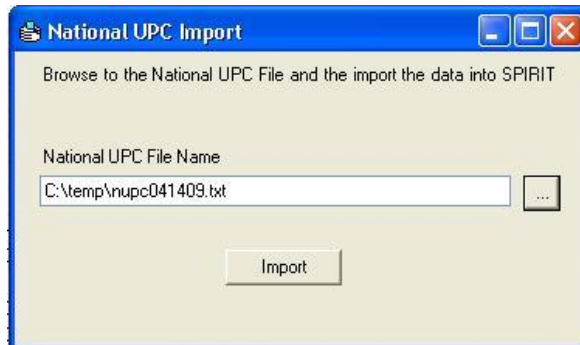 National UPC Import
Browse to the National UPC File and the import the data into SPIRIT
National UPC File Name
C:\temp\nupc041409.txt
...
Import